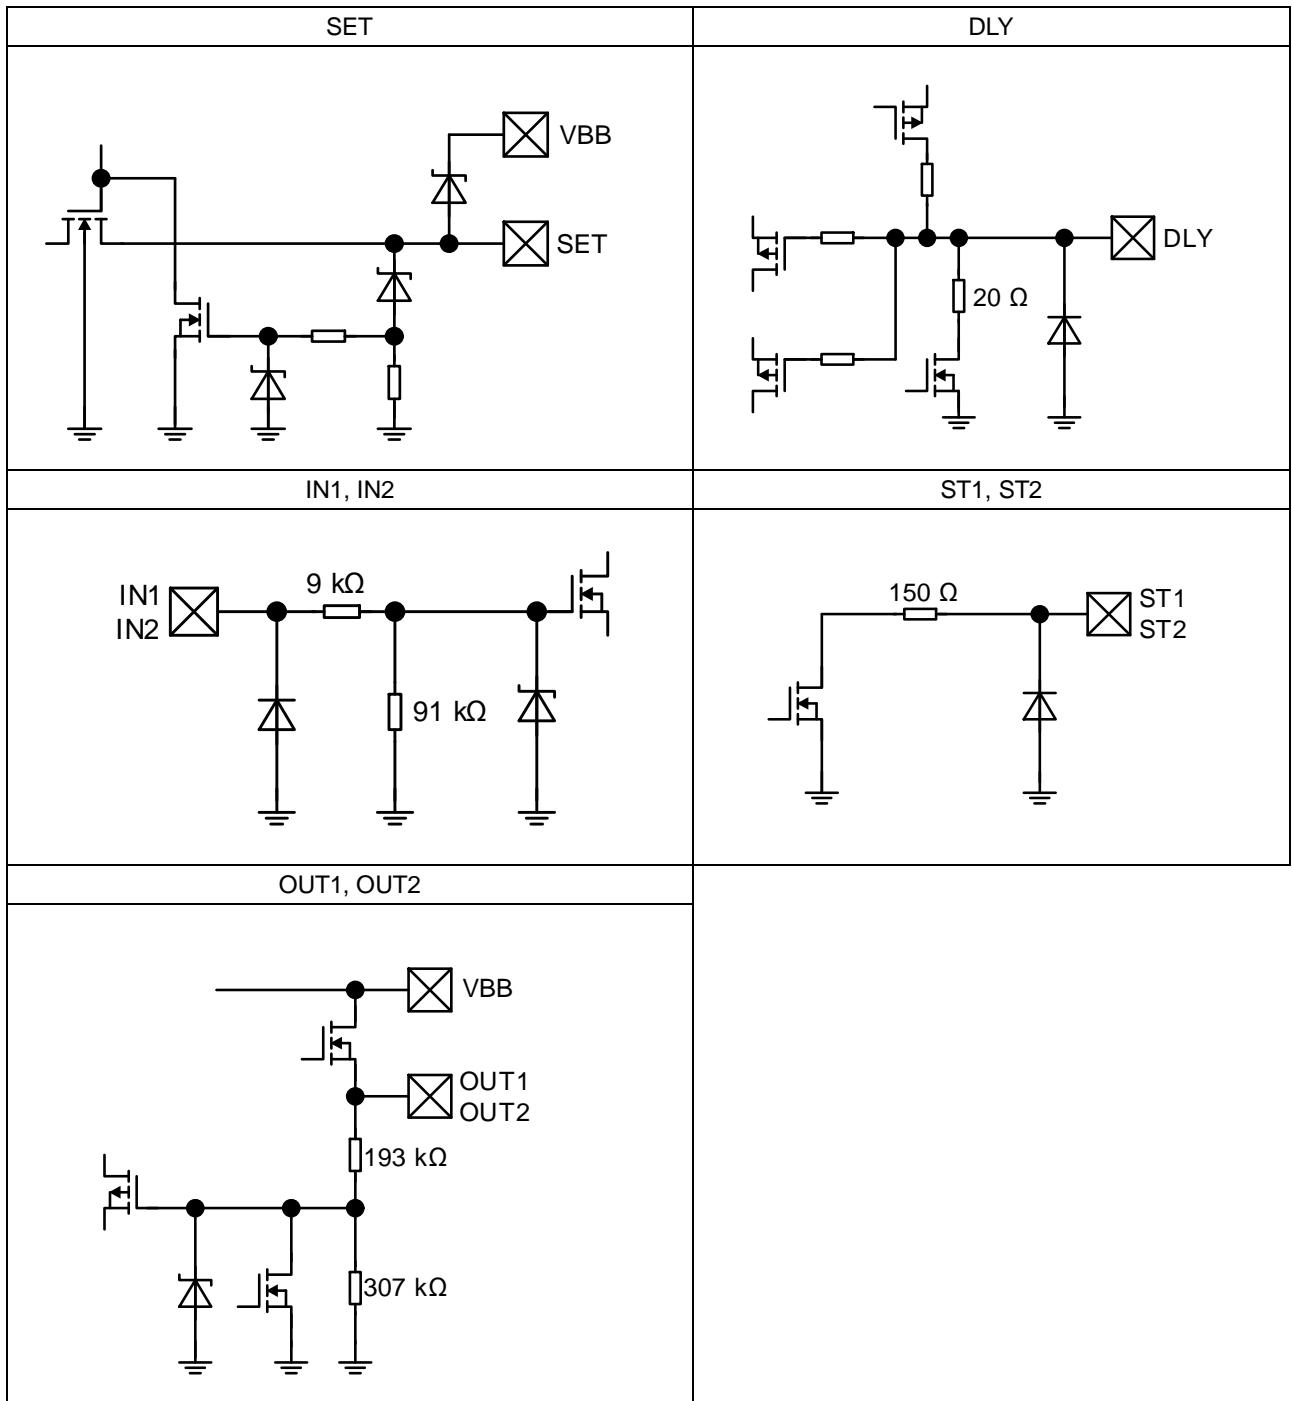 SET
DLY
VBB
SET
DLY
20 Ω
IN1, IN2
ST1, ST2
IN1
IN2
9 kΩ
91 kΩ
150 Ω
ST1
ST2
OUT1, OUT2
VBB
OUT1
OUT2
193 kΩ
307 kΩ